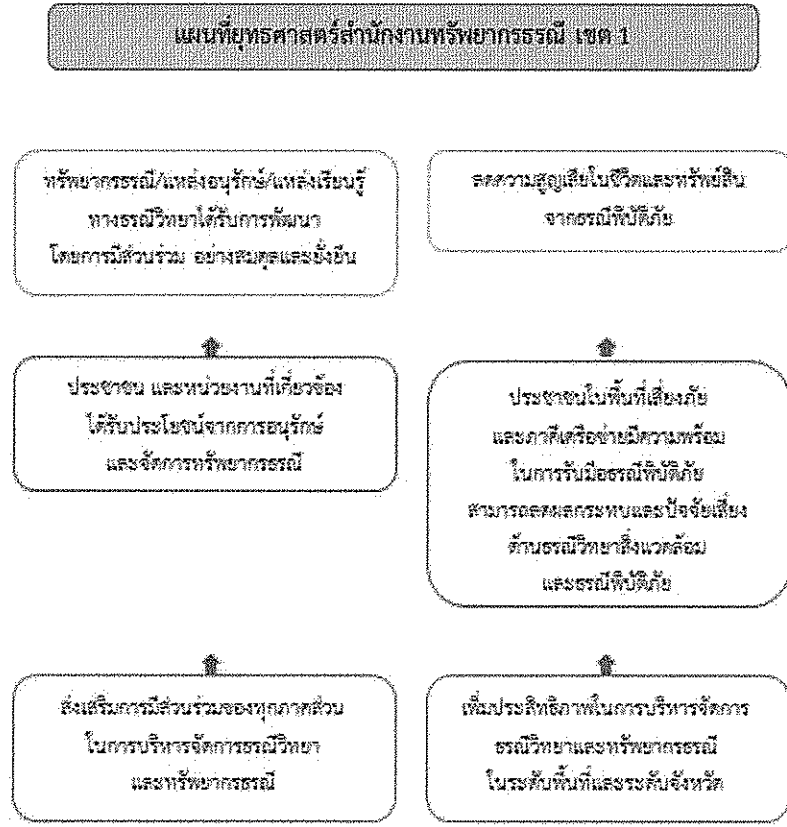 แผนที่ยุทธศาสตร์สำนักงานทรัพยากรธรณี เขต 1
ทรัพยากรธรณี/แหล่งอนุรักษ์/แหล่งเรียนรู้
ทางธรณีวิทยาได้รับการพัฒนา
โดยการมีส่วนร่วม อย่างสมดุลและยั่งยืน
ลดความสูญเสียในชีวิตและทรัพย์สิน
จากธรณีพิบัติภัย
ประชาชน และหน่วยงานที่เกี่ยวข้อง
ได้รับประโยชน์จากการอนุรักษ์
และจัดการทรัพยากรธรณี
ประชาชนในพื้นที่เสี่ยงภัย
และภาคีเครือข่ายมีความพร้อม
ในการรับมือธรณีพิบัติภัย
สามารถลดผลกระทบและปัจจัยเสี่ยง
ด้านธรณีวิทยาสิ่งแวดล้อม
และธรณีพิบัติภัย
ส่งเสริมการมีส่วนร่วมของทุกภาคส่วน
ในการบริหารจัดการธรณีวิทยา
และทรัพยากรธรณี
เพิ่มประสิทธิภาพในการบริหารจัดการ
ธรณีวิทยาและทรัพยากรธรณี
ในระดับพื้นที่และระดับจังหวัด